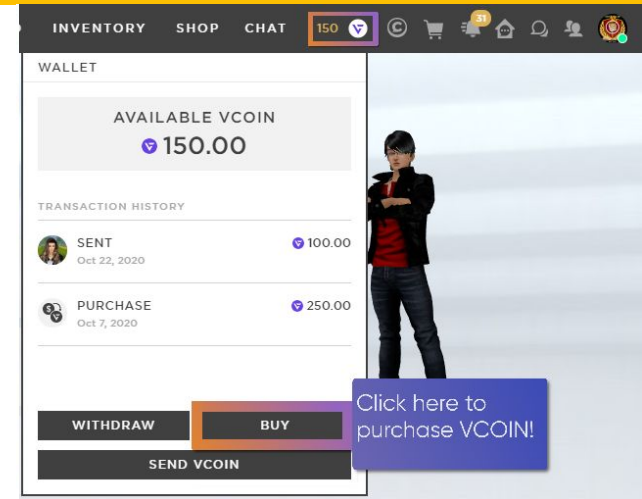 INVENTORY SHOP CHAT 150 31
WALLET
AVAILABLE VCOIN
150.00
TRANSACTION HISTORY
SENT 100.00
Oct 22, 2020
PURCHASE 250.00
Oct 7, 2020
WITHDRAW BUY
Click here to
purchase VCOIN!
SEND VCOIN